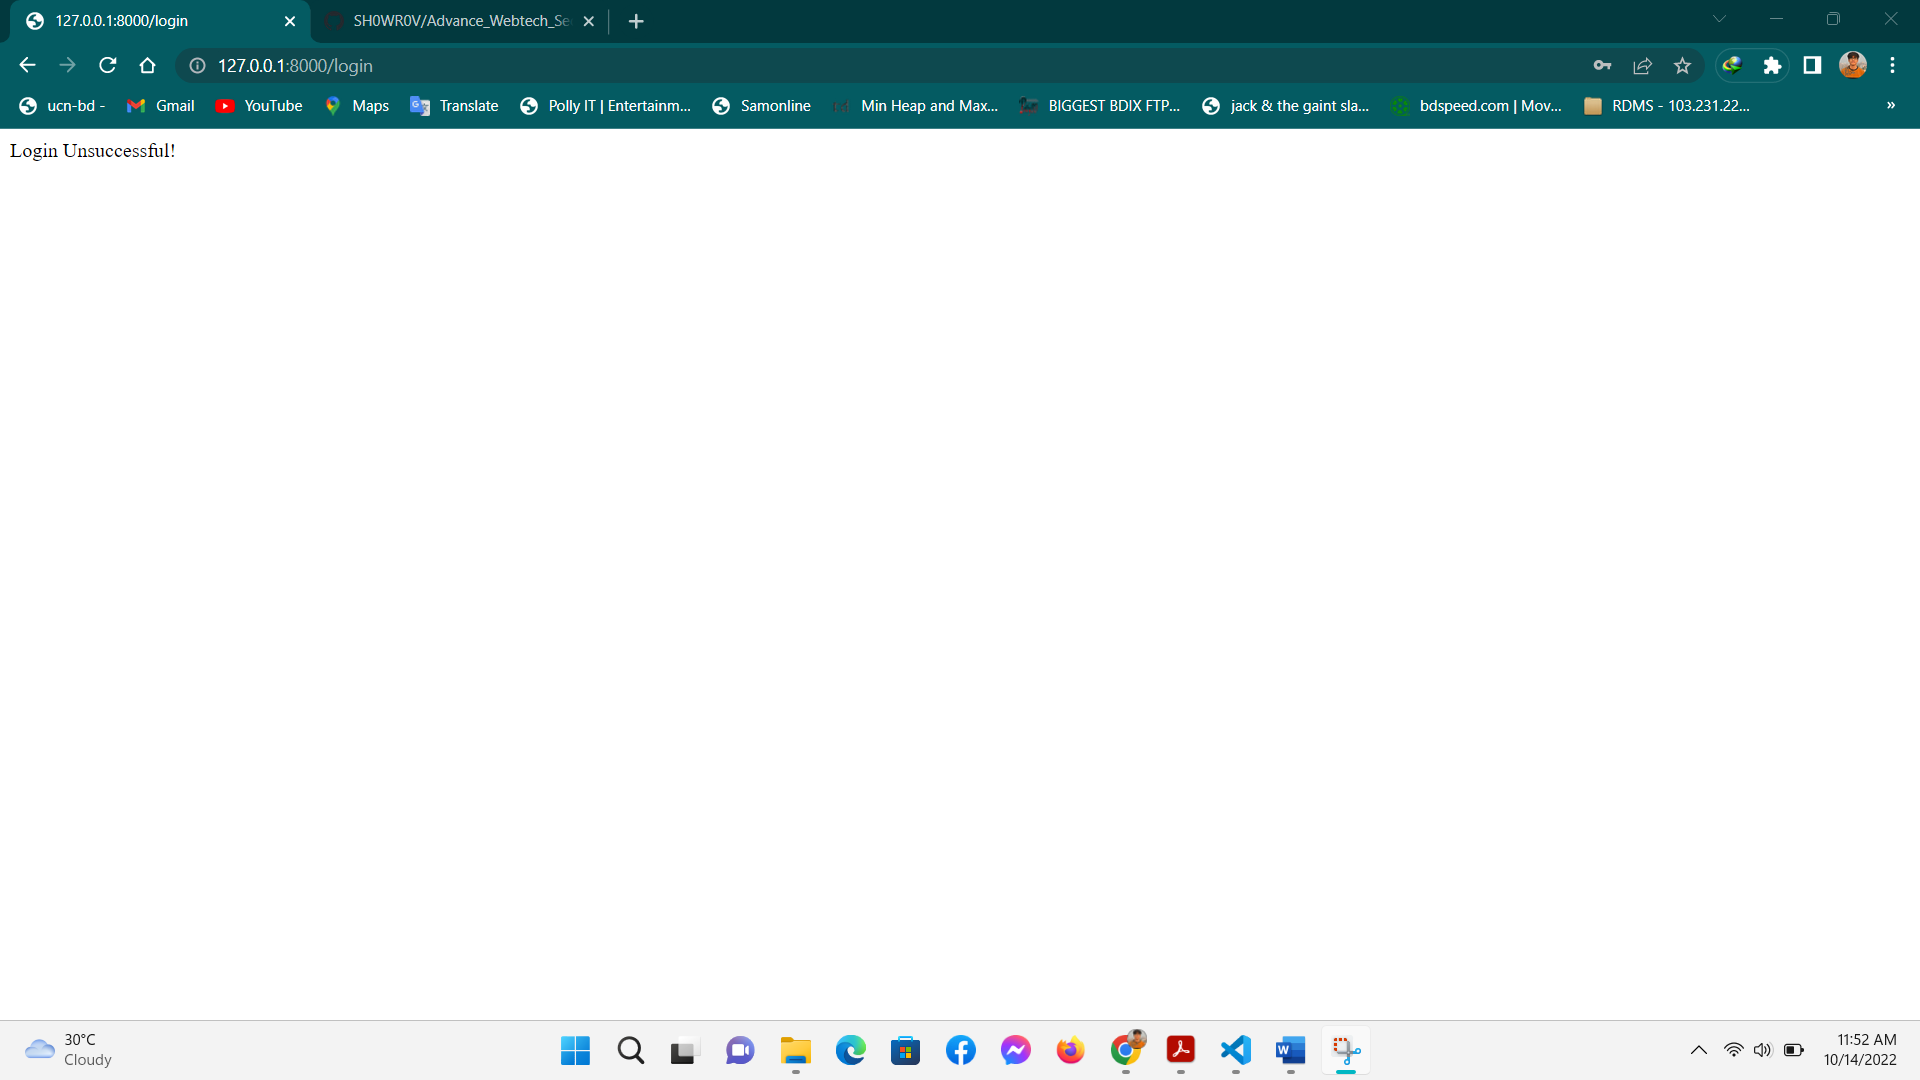 127.0.0.1:8000/login
SH0WR0V/Advance_Webtech_Sec
127.0.0.1:8000/login
ucn-bd - Gmail YouTube Maps Translate Polly IT | Entertainm... Samonline Min Heap and Max... BIGGEST BDIX FTP... jack & the gaint sla... bdspeed.com | Mov... RDMS - 103.231.22... »
Login Unsuccessful!
30°C
Cloudy
11:52 AM
10/14/2022